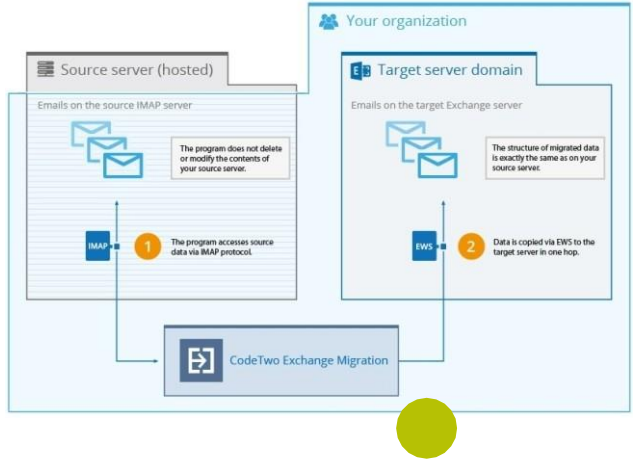 Your organization
Source server (hosted)
Target server domain
Emails on the source IMAP server
Emails on the target Exchange server
The program does not delete
or modify the contents of
your source server.
The structure of migrated data
is exactly the same as on your
source server.
IMAP
1
The program accesses source
data via IMAP protocol.
EWS
2
Data is copied via EWS to the
target server in one hop.
CodeTwo Exchange Migration